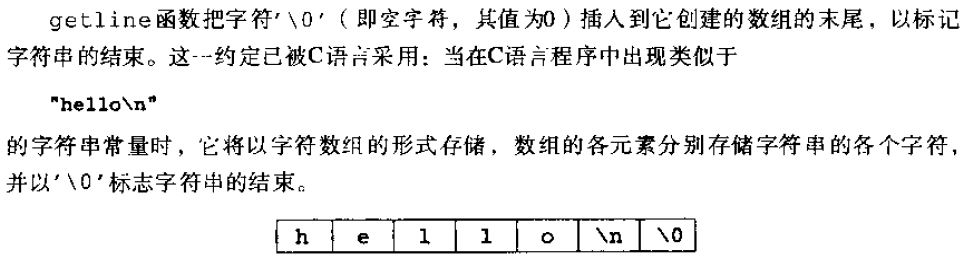 getline函数把字符'\0'（即空字符，其值为0）插入到它创建的数组的末尾，以标记
字符串的结束。这一约定已被C语言采用：当在C语言程序中出现类似于
"hello\n"
的字符串常量时，它将以字符数组的形式存储，数组的各元素分别存储字符串的各个字符，
并以'\0'标志字符串的结束。
h e l l o \n \0